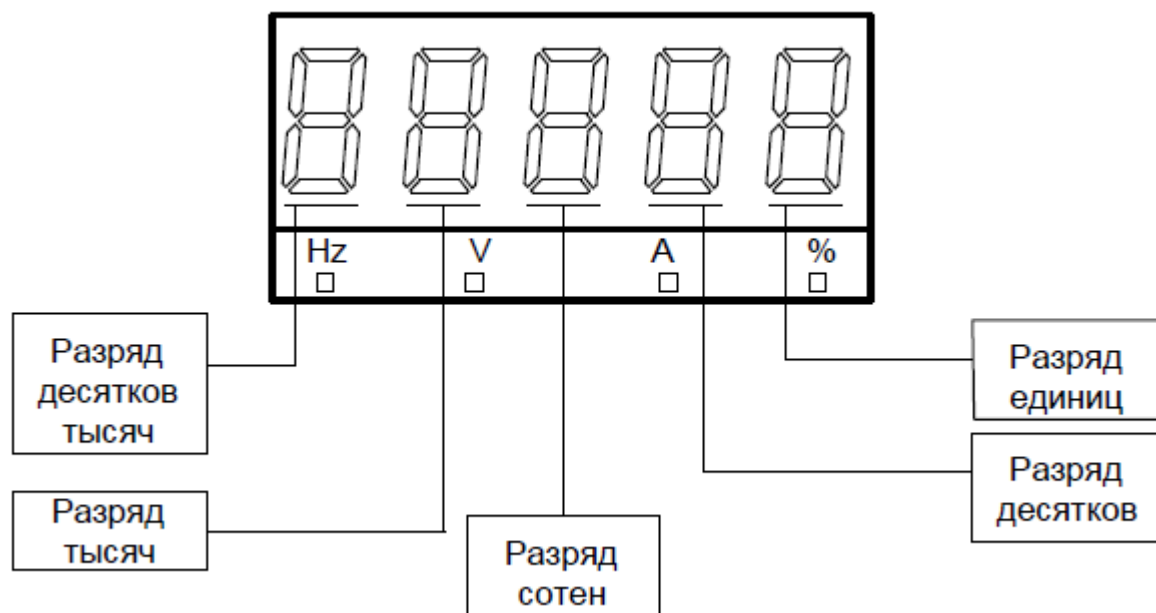 Hz V A %
Разряд
десятков
тысяч
Разряд
тысяч
Разряд
сотен
Разряд
единиц
Разряд
десятков